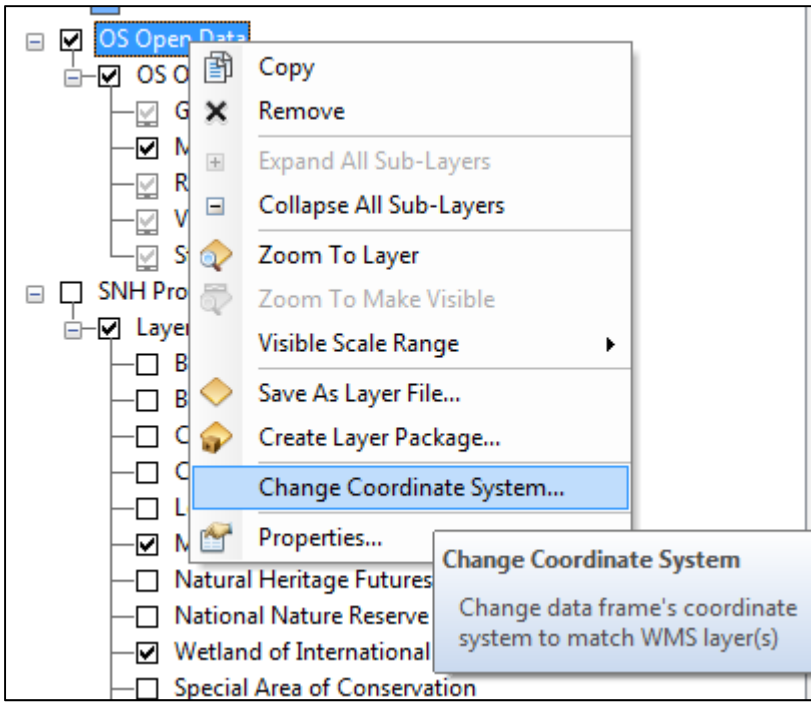 OS Open Data
OS O
Copy
G
Remove
M
Expand All Sub-Layers
R
Collapse All Sub-Layers
V
Zoom To Layer
St
SNH Pro
Zoom To Make Visible
Layer
Visible Scale Range
B
Save As Layer File...
B
Create Layer Package...
C
C
Change Coordinate System...
L
Properties...
M
Change Coordinate System
Natural Heritage Futures
Change data frame's coordinate
National Nature Reserve
system to match WMS layer(s)
Wetland of International
Special Area of Conservation